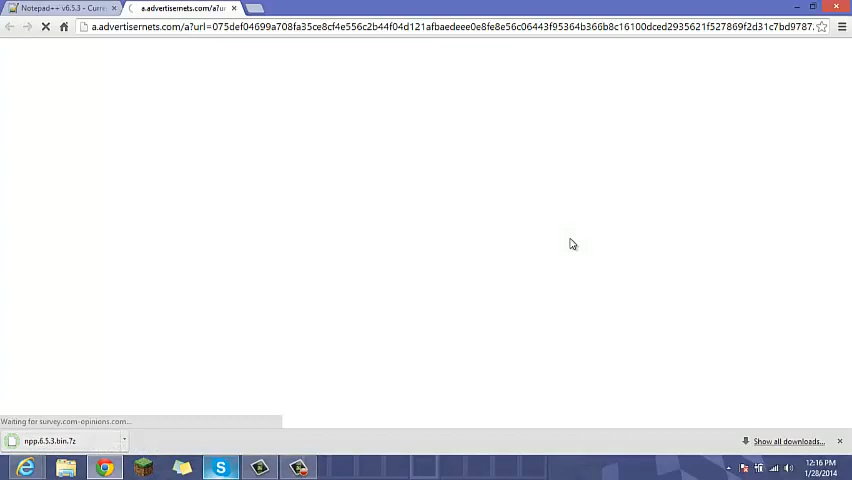 Notepad++ v6.5.3 - Curre
a.advertisernets.com/a?u
a.advertisernets.com/a?url=075def04699a708fa35ce8cf4e556c2b44f04d121afbaedeee0e8fe8e56c06443f95364b366b8c16100dced2935621f527869f2d31c7bd9787.
Waiting for survey.com-opinions.com...
npp.6.5.3.bin.7z
Show all downloads...
12:16 PM
1/28/2014